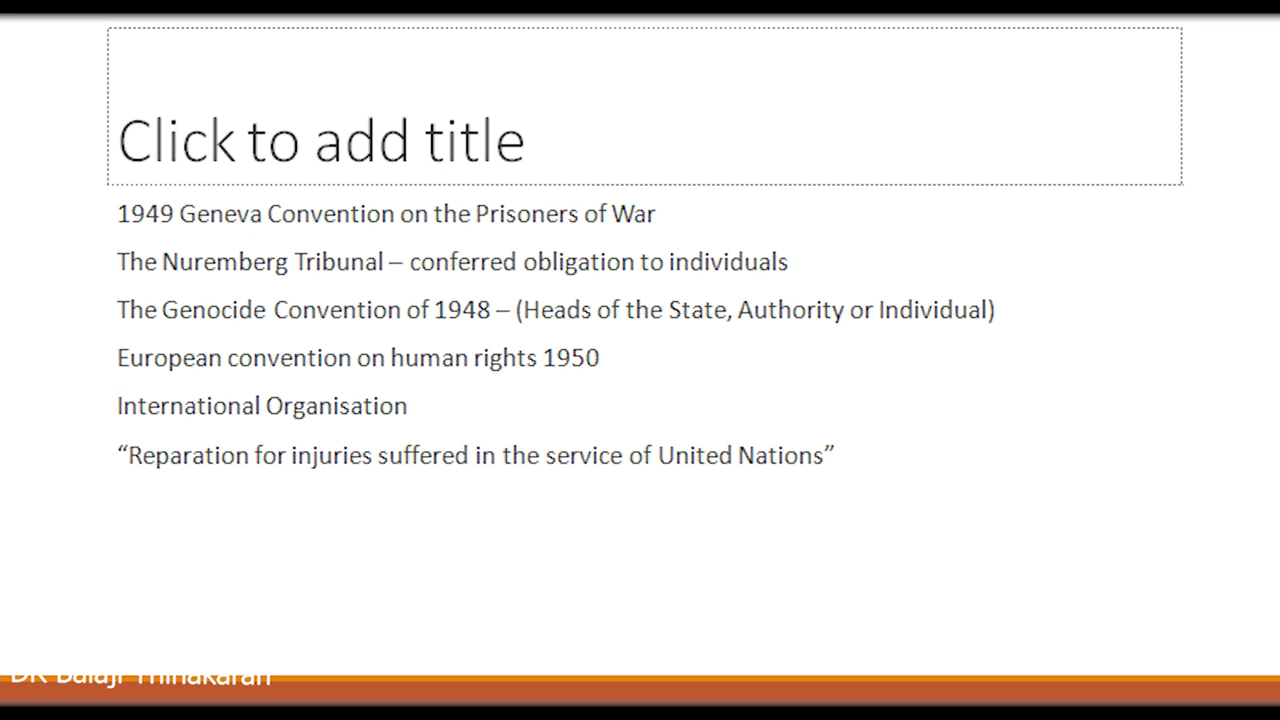 Click to add title
1949 Geneva Convention on the Prisoners of War
The Nuremberg Tribunal – conferred obligation to individuals
The Genocide Convention of 1948 – (Heads of the State, Authority or Individual)
European convention on human rights 1950
International Organisation
“Reparation for injuries suffered in the service of United Nations”
DR Balaji Thinakaran